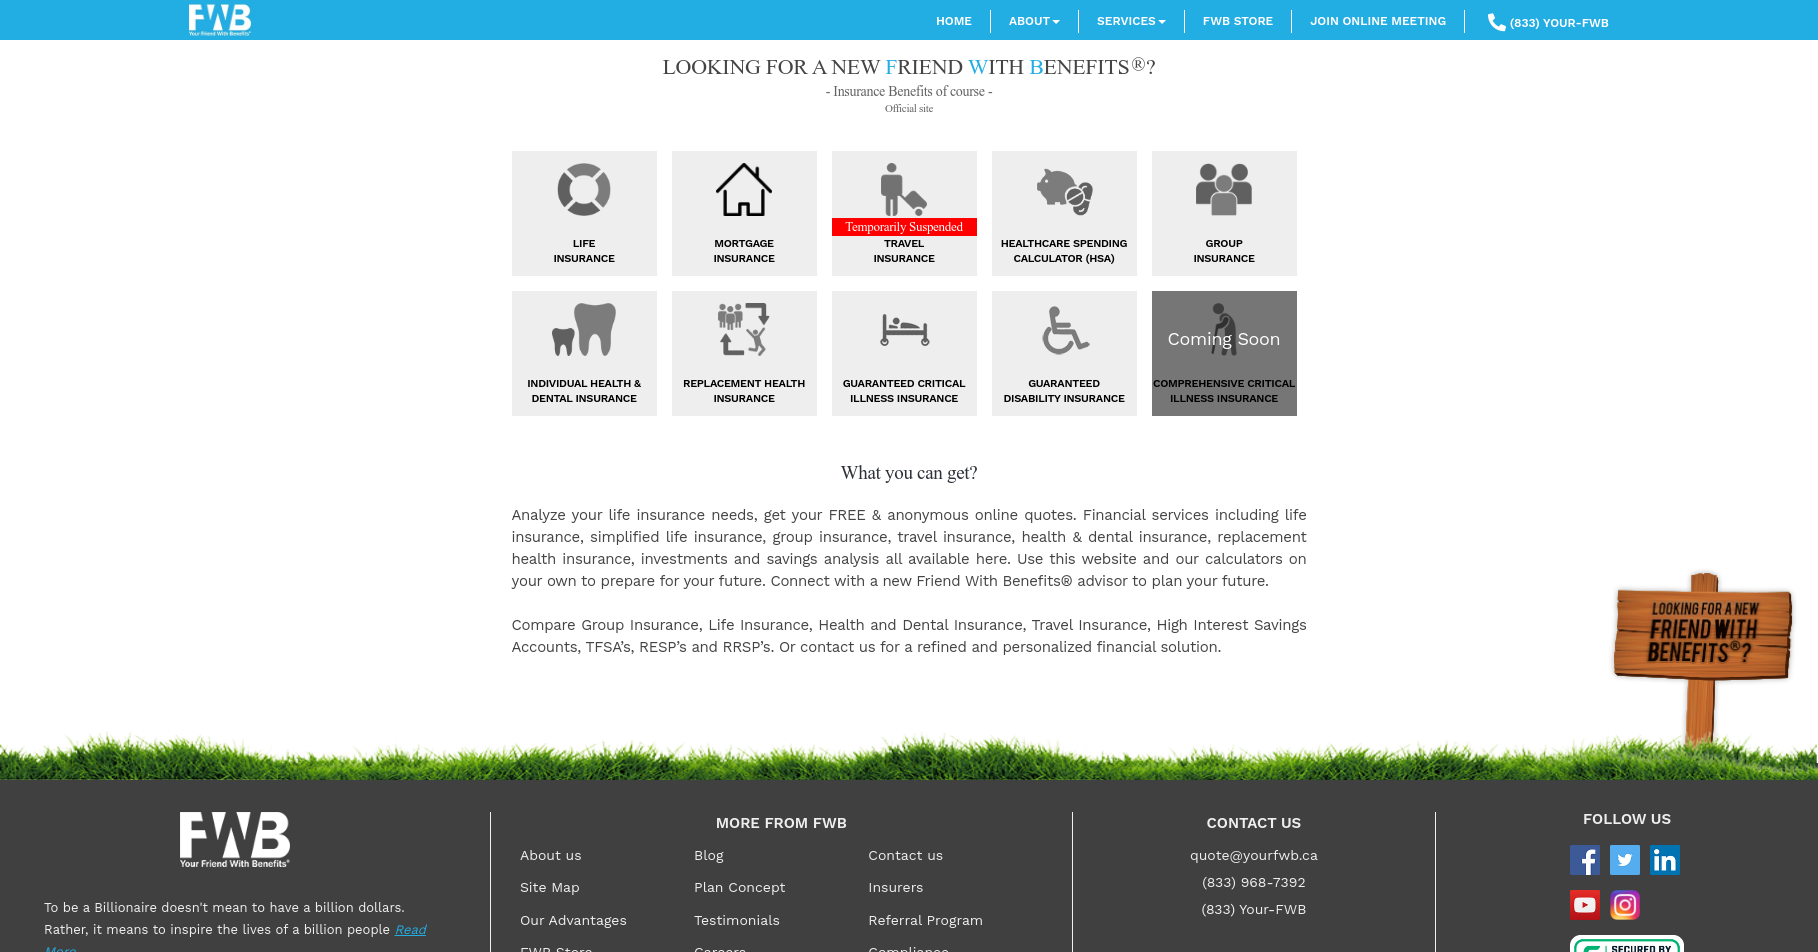 FWB
Your Friend With Benefits®
HOME
ABOUT
SERVICES
FWB STORE
JOIN ONLINE MEETING
(833) YOUR-FWB
LOOKING FOR A NEW FRIEND WITH BENEFITS®?
- Insurance Benefits of course -
Official site
LIFE
INSURANCE
MORTGAGE
INSURANCE
Temporarily Suspended
TRAVEL
INSURANCE
HEALTHCARE SPENDING
CALCULATOR (HSA)
GROUP
INSURANCE
INDIVIDUAL HEALTH &
DENTAL INSURANCE
REPLACEMENT HEALTH
INSURANCE
GUARANTEED CRITICAL
ILLNESS INSURANCE
GUARANTEED
DISABILITY INSURANCE
Coming Soon
COMPREHENSIVE CRITICAL
ILLNESS INSURANCE
What you can get?
Analyze your life insurance needs, get your FREE & anonymous online quotes. Financial services including life
insurance, simplified life insurance, group insurance, travel insurance, health & dental insurance, replacement
health insurance, investments and savings analysis all available here. Use this website and our calculators on
your own to prepare for your future. Connect with a new Friend With Benefits® advisor to plan your future.
Compare Group Insurance, Life Insurance, Health and Dental Insurance, Travel Insurance, High Interest Savings
Accounts, TFSA’s, RESP’s and RRSP’s. Or contact us for a refined and personalized financial solution.
LOOKING FOR A NEW
FRIEND WITH
BENEFITS®?
FWB
Your Friend With Benefits®
To be a Billionaire doesn't mean to have a billion dollars.
Rather, it means to inspire the lives of a billion people Read
More
MORE FROM FWB
About us
Blog
Contact us
Site Map
Plan Concept
Insurers
Our Advantages
Testimonials
Referral Program
FWB Store
Careers
Compliance
CONTACT US
quote@yourfwb.ca
(833) 968-7392
(833) Your-FWB
FOLLOW US
SECURED BY